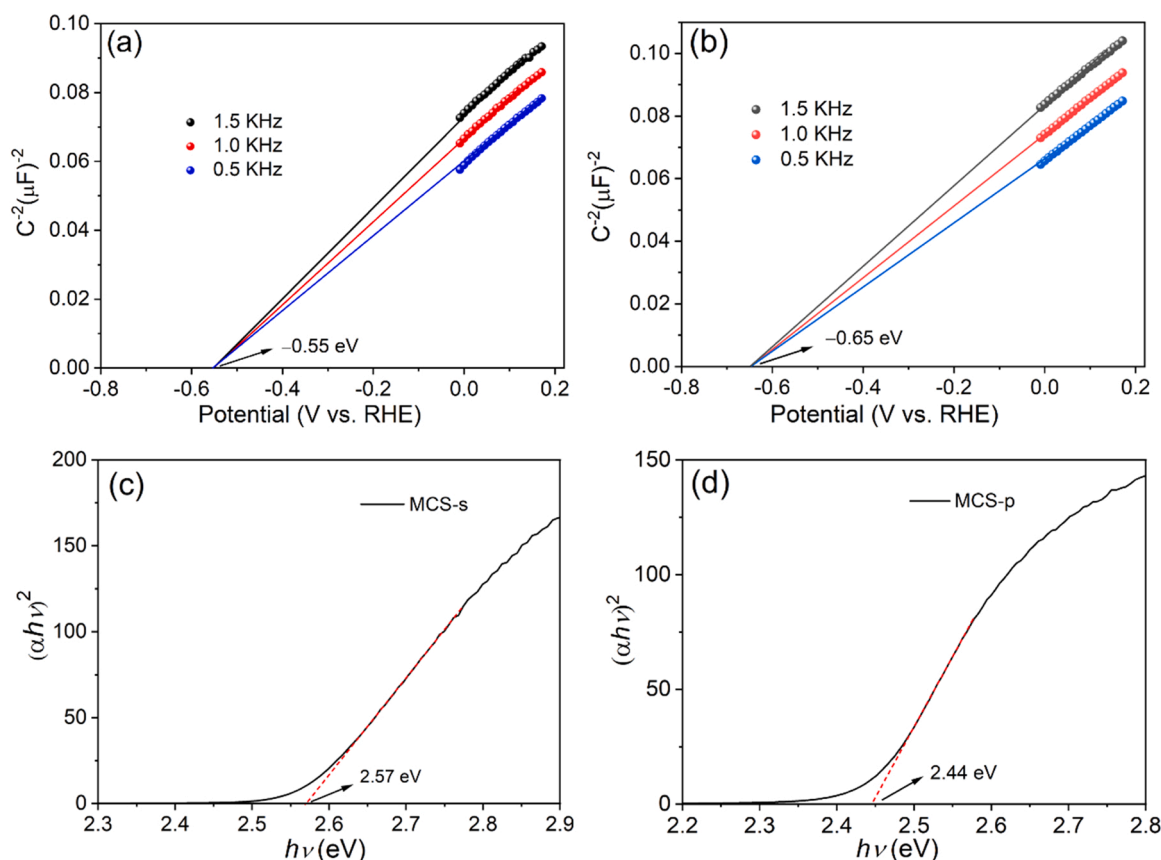 (a)
C⁻²(μF)⁻²
0.10
0.08
0.06
0.04
0.02
0.00
1.5 KHz
1.0 KHz
0.5 KHz
−0.55 eV
-0.8 -0.6 -0.4 -0.2 0.0 0.2
Potential (V vs. RHE)
(b)
C⁻²(μF)⁻²
0.10
0.08
0.06
0.04
0.02
0.00
1.5 KHz
1.0 KHz
0.5 KHz
−0.65 eV
-0.8 -0.6 -0.4 -0.2 0.0 0.2
Potential (V vs. RHE)
(c)
(αhν)²
200
150
100
50
0
MCS-s
2.57 eV
2.3 2.4 2.5 2.6 2.7 2.8 2.9
hν (eV)
(d)
(αhν)²
150
100
50
0
MCS-p
2.44 eV
2.2 2.3 2.4 2.5 2.6 2.7 2.8
hν (eV)